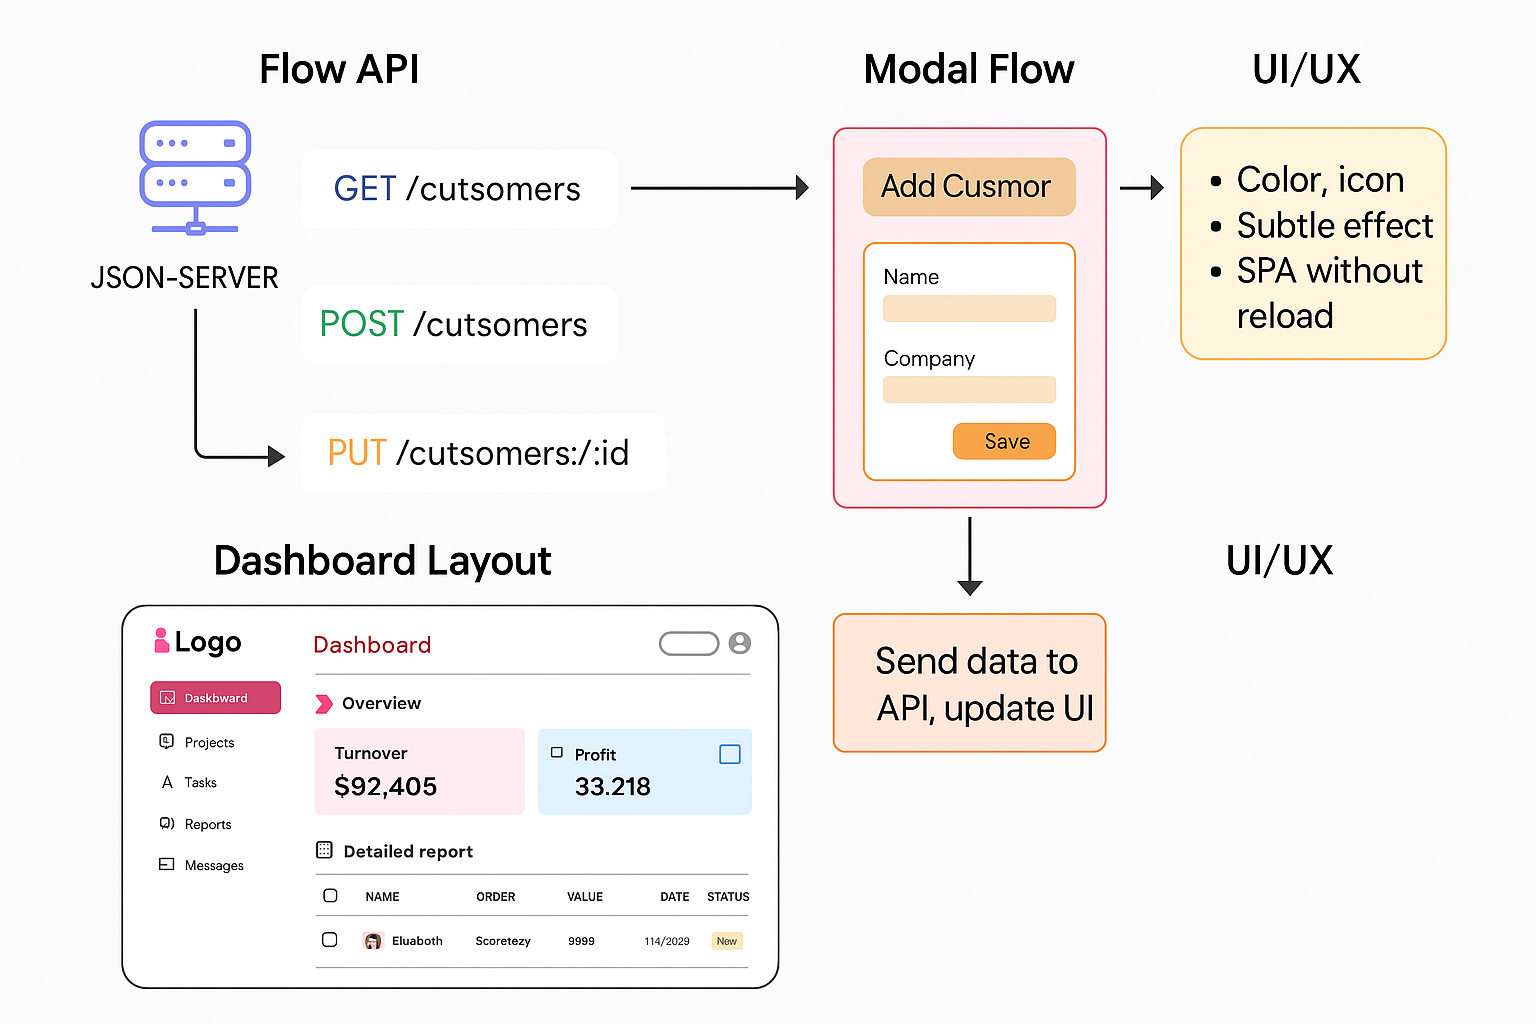 Flow API
JSON-SERVER
GET /cutsomers
POST /cutsomers
PUT /cutsomers:/:id
Modal Flow
Add Cusmor
Name
Company
Save
Send data to
API, update UI
UI/UX
• Color, icon
• Subtle effect
• SPA without
reload
UI/UX
Dashboard Layout
Logo
Daskbward
Projects
Tasks
Reports
Messages
Dashboard
Overview
Turnover
$92,405
Profit
33.218
Detailed report
NAME ORDER VALUE DATE STATUS
Eluaboth Scoretezy 9999 114/2029 New